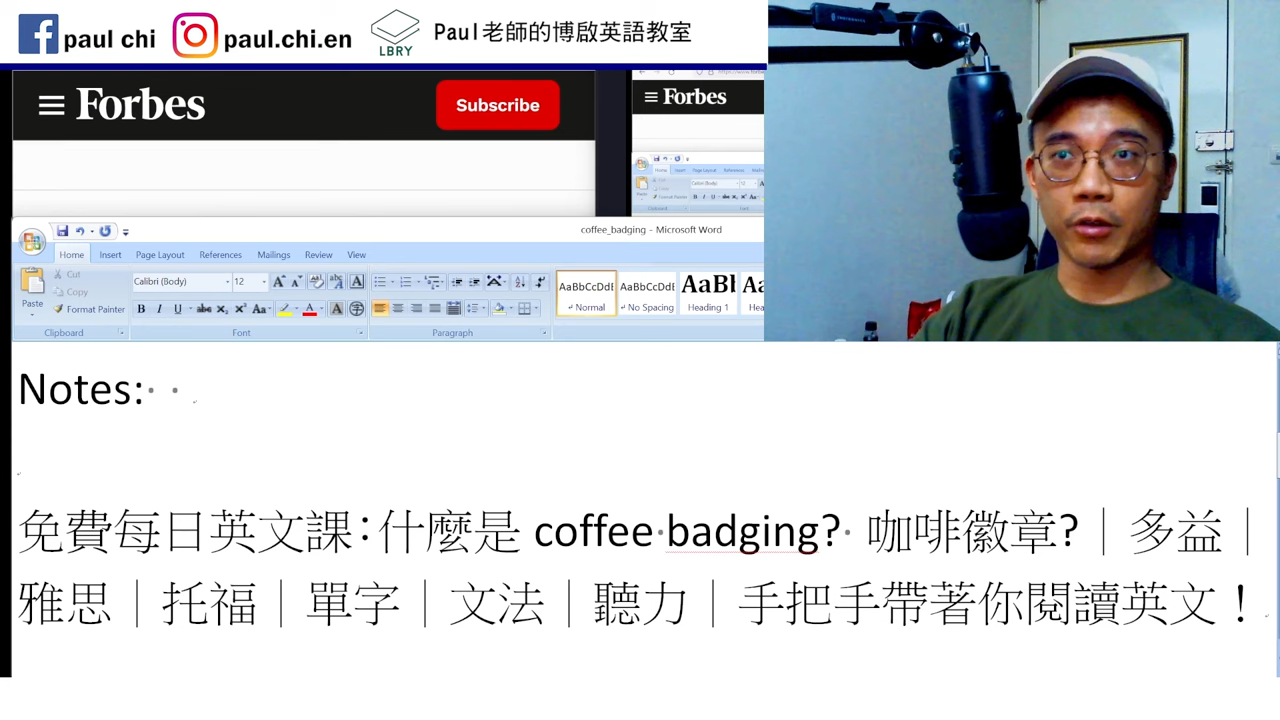 paul chi
paul.chi.en
LBRY
Paul老師的博啟英語教室
Forbes
Subscribe
Forbes
coffee_badging - Microsoft Word
Home Insert Page Layout References Mailings Review View
Cut
Copy
Format Painter
Paste
Calibri (Body) 12
AaBbCcDdE AaBbCcDdE AaBbC
Normal No Spacing Heading 1 Hea
Clipboard Font Paragraph
Notes:
免費每日英文課：什麼是 coffee badging? 咖啡徽章?｜多益｜
雅思｜托福｜單字｜文法｜聽力｜手把手帶著你閱讀英文！